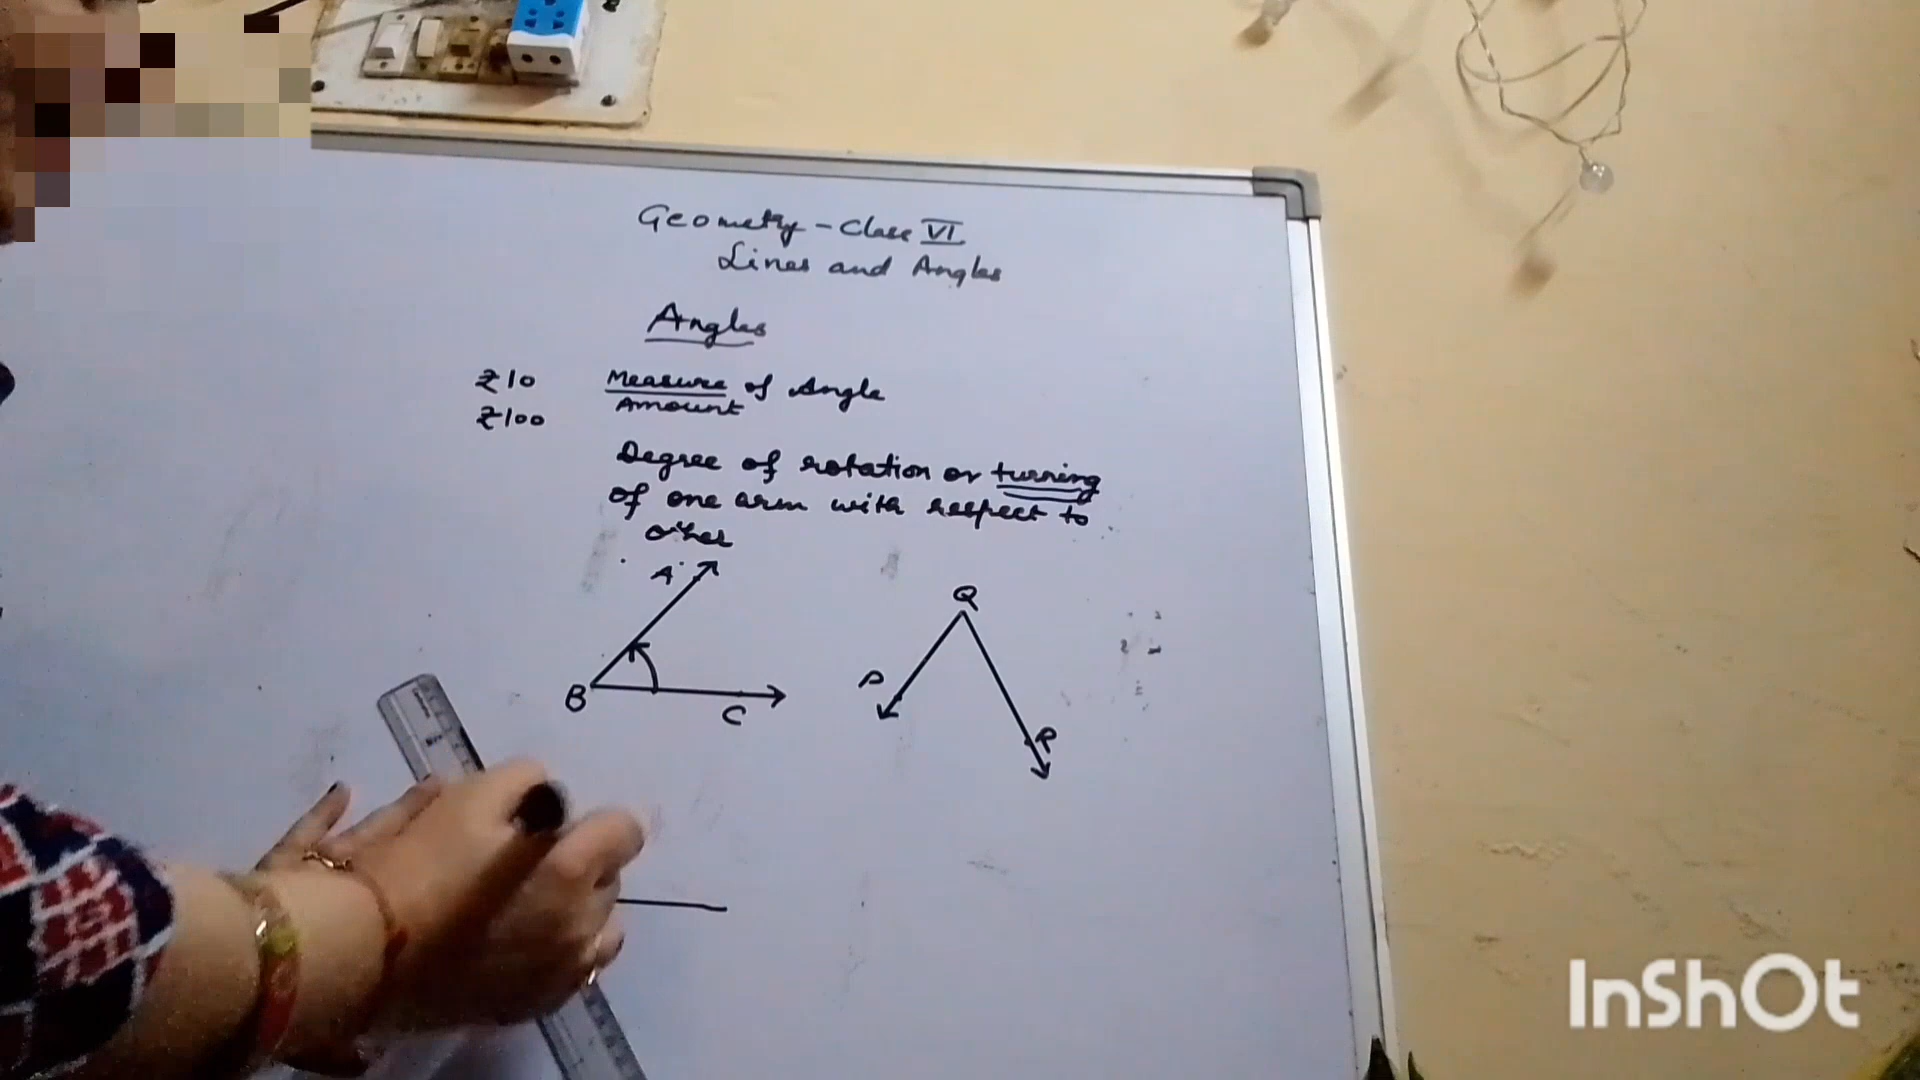 Geometry - Class VI
Lines and Angles
Angles
₹10 Measure of Angle
₹100 Amount
Degree of rotation or turning
of one arm with respect to
other
A
B
C
Q
P
R
InShOt